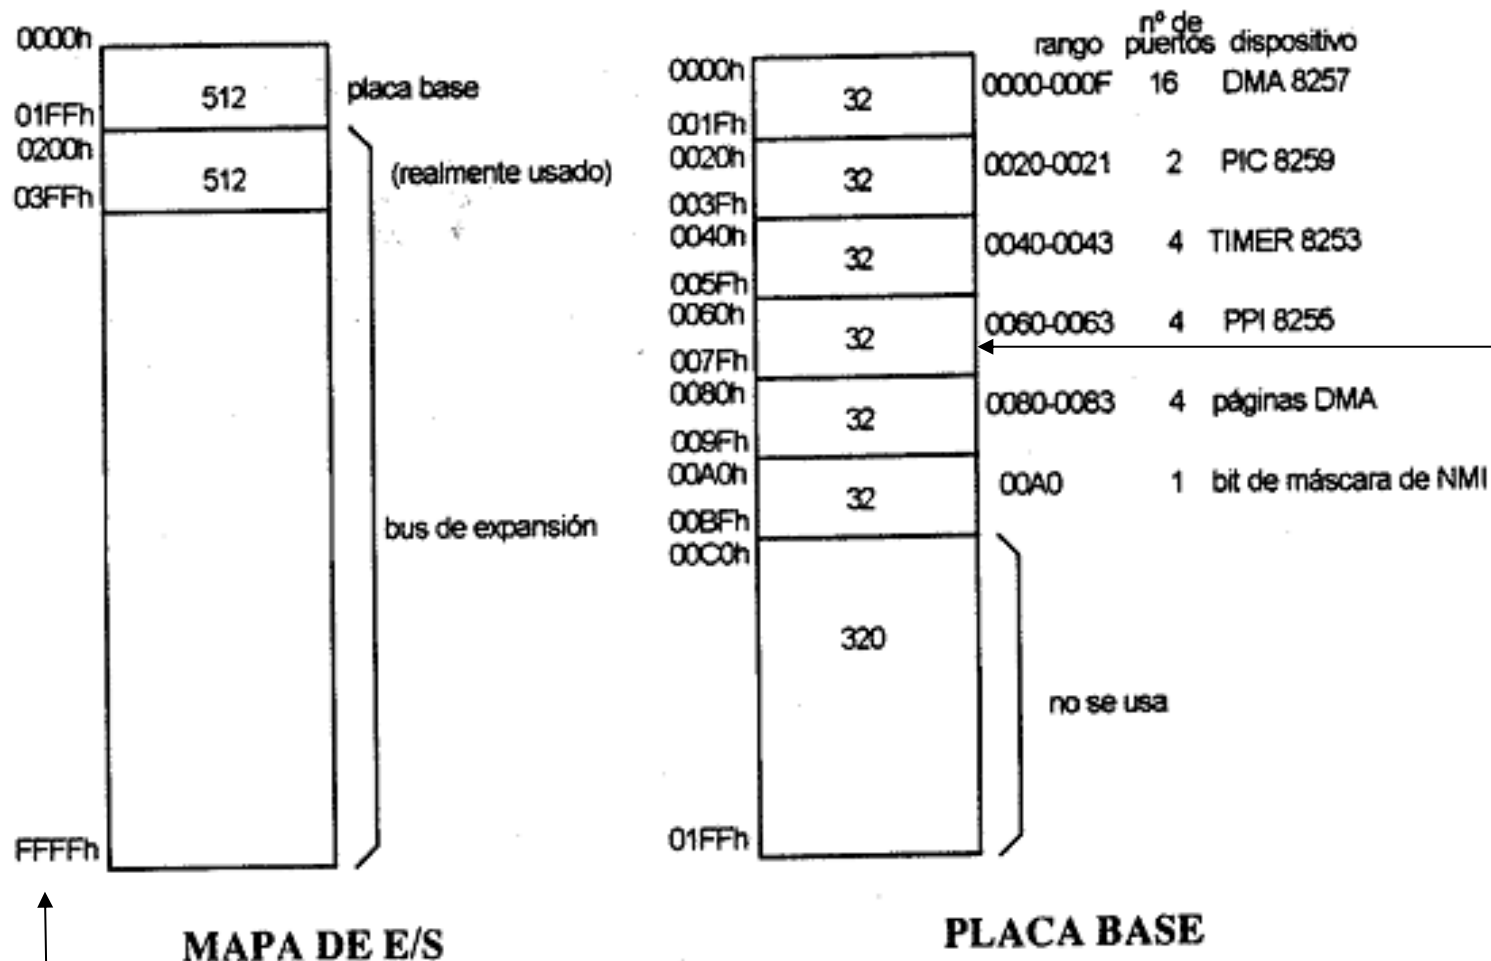 0000h
512
placa base
01FFh
0200h
512
(realmente usado)
03FFh
bus de expansión
FFFFh
MAPA DE E/S
rango
nº de puertos
dispositivo
0000h
32
0000-000F 16 DMA 8257
001Fh
0020h
32
0020-0021 2 PIC 8259
003Fh
0040h
32
0040-0043 4 TIMER 8253
005Fh
0060h
32
0060-0063 4 PPI 8255
007Fh
0080h
32
0080-0083 4 páginas DMA
009Fh
00A0h
32
00A0 1 bit de máscara de NMI
00BFh
00C0h
320
no se usa
01FFh
PLACA BASE